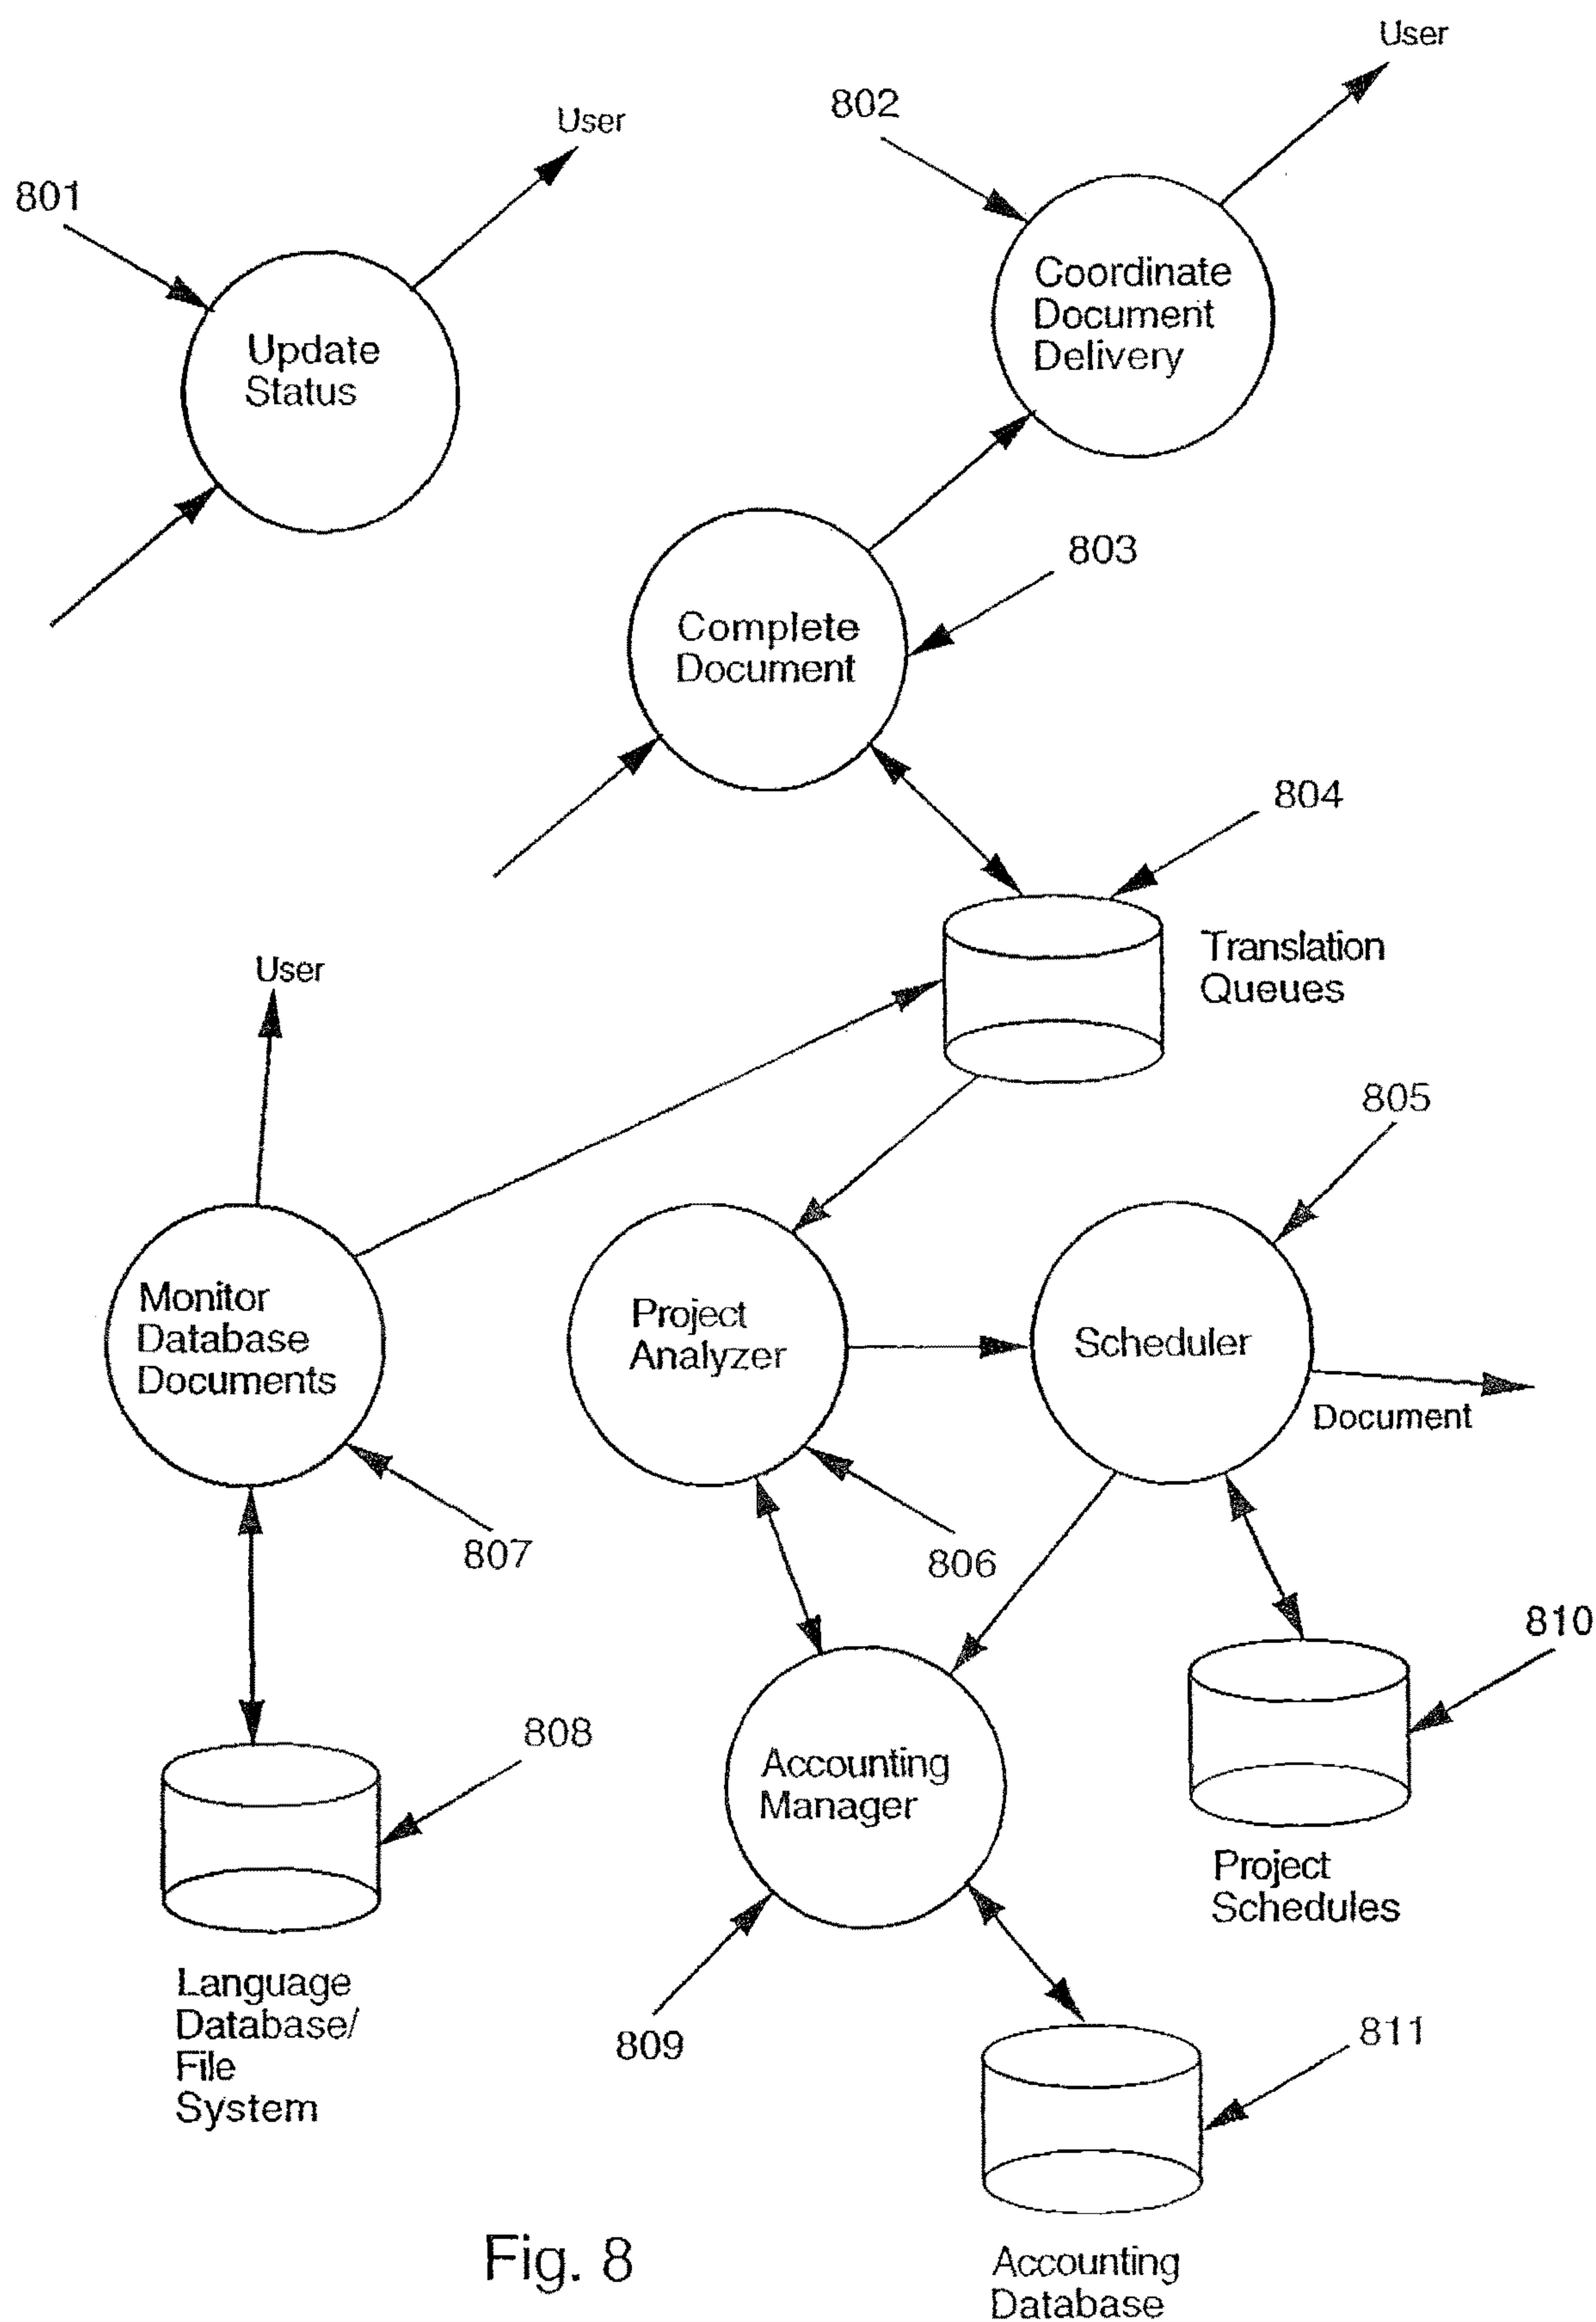 User
802
User
801
Coordinate
Document
Delivery
Update
Status
803
Complete
Document
804
Translation
Queues
User
805
Monitor
Database
Documents
Project
Analyzer
Scheduler
Document
807
806
810
808
Accounting
Manager
Project
Schedules
Language
Database/
File
System
809
811
Fig. 8
Accounting
Database